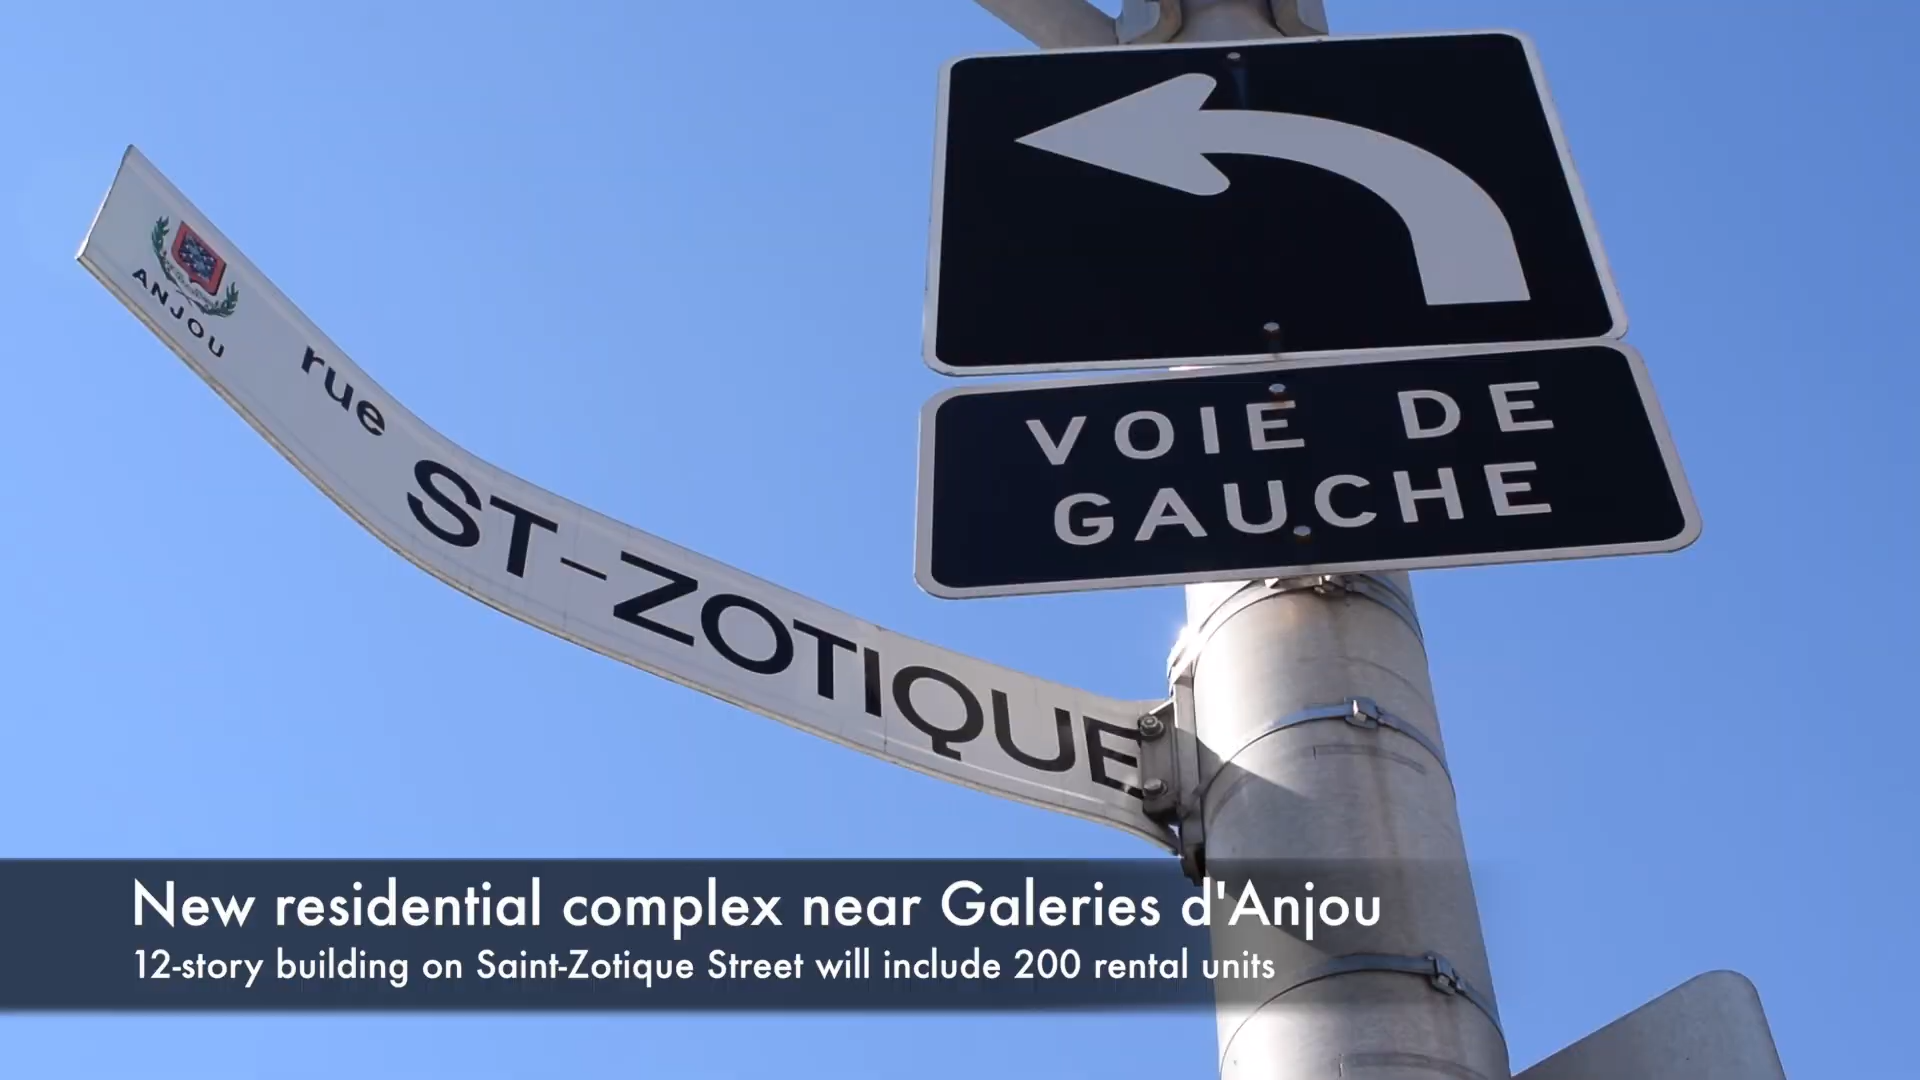 ANJOU
rue ST-ZOTIQUE
VOIE DE
GAUCHE
New residential complex near Galeries d'Anjou
12-story building on Saint-Zotique Street will include 200 rental units